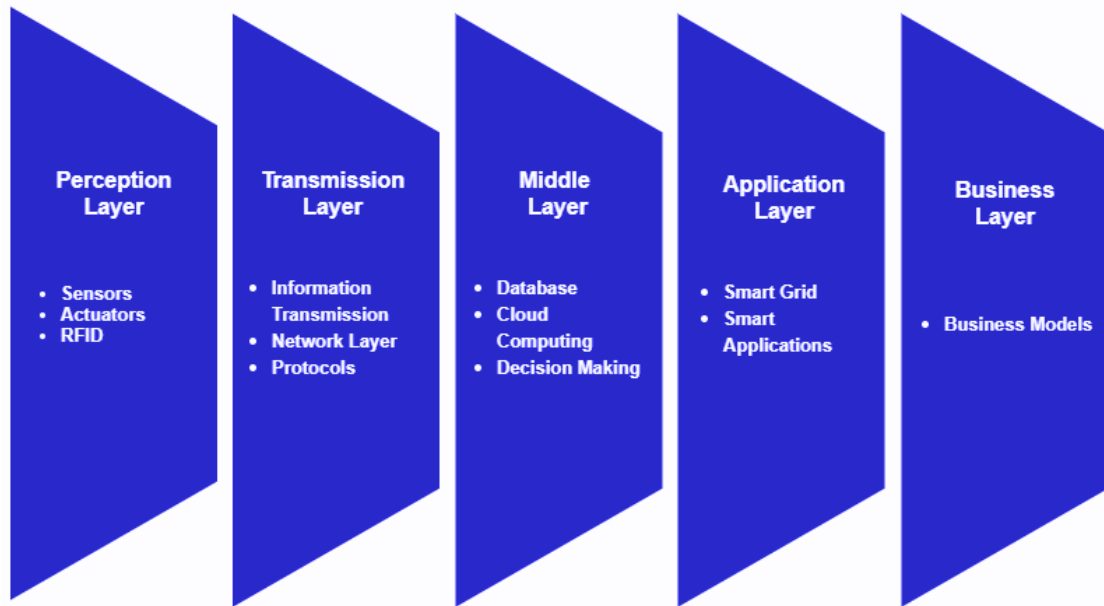 Perception
Layer
• Sensors
• Actuators
• RFID
Transmission
Layer
• Information
Transmission
• Network Layer
• Protocols
Middle
Layer
• Database
• Cloud
Computing
• Decision Making
Application
Layer
• Smart Grid
• Smart
Applications
Business
Layer
• Business Models